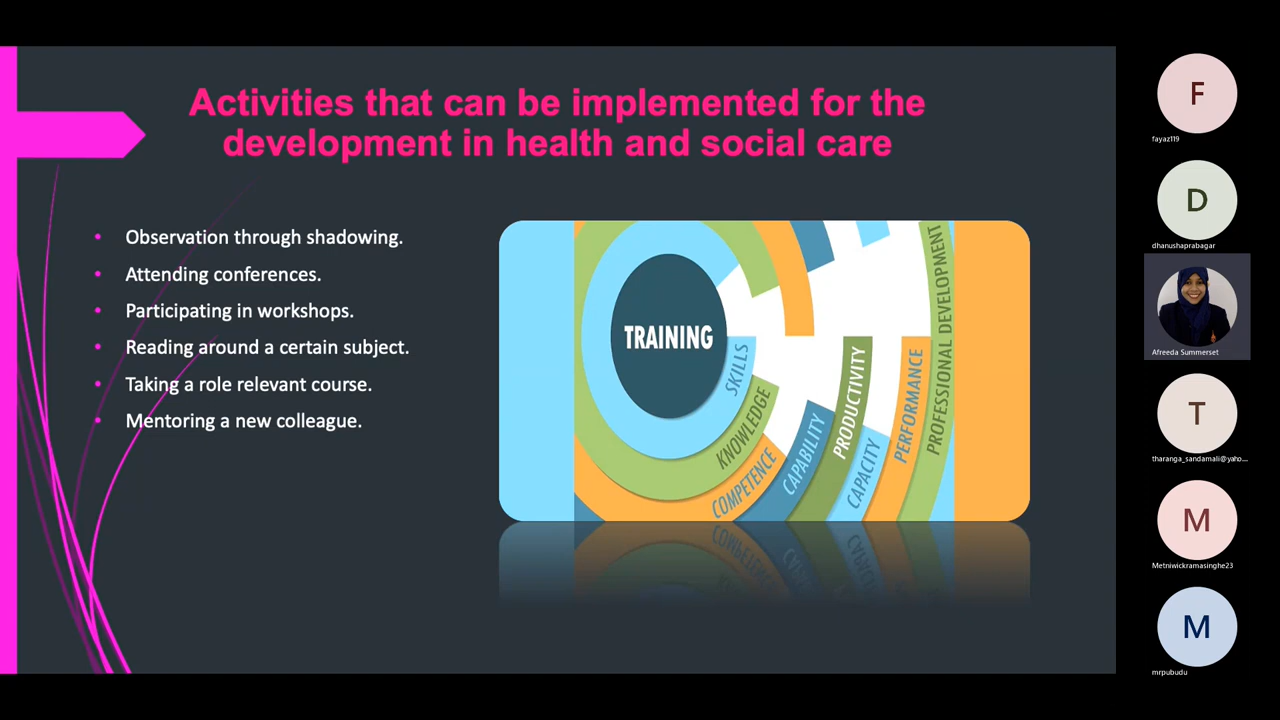 Activities that can be implemented for the
development in health and social care
• Observation through shadowing.
• Attending conferences.
• Participating in workshops.
• Reading around a certain subject.
• Taking a role relevant course.
• Mentoring a new colleague.
TRAINING
SKILLS
KNOWLEDGE
COMPETENCE
CAPABILITY
PRODUCTIVITY
CAPACITY
PERFORMANCE
PROFESSIONAL DEVELOPMENT
F
fayaz119
D
dhanushaprabagar
Afreeda Summerset
T
tharanga_sandamali@yaho...
M
Metniwickramasinghe23
M
mrpubudu